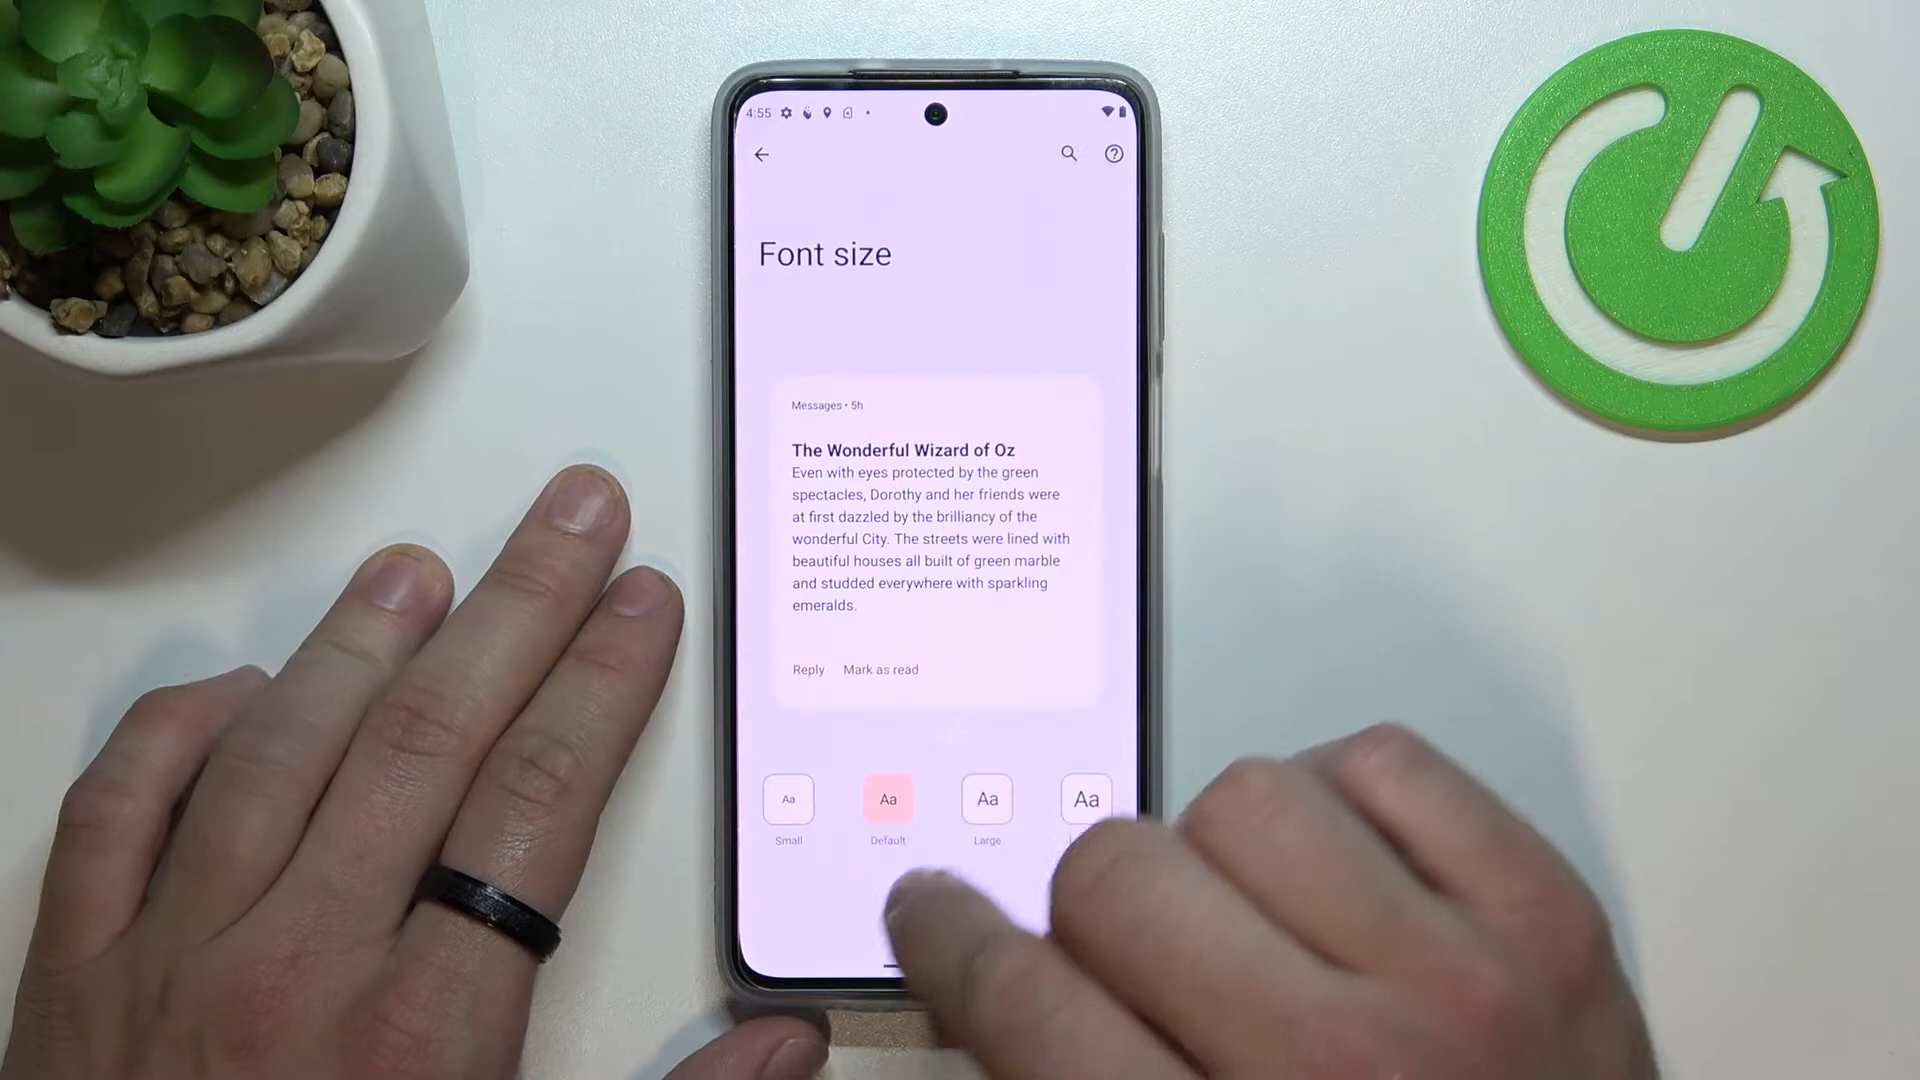 4:55
Font size
Messages • 5h
The Wonderful Wizard of Oz
Even with eyes protected by the green
spectacles, Dorothy and her friends were
at first dazzled by the brilliancy of the
wonderful City. The streets were lined with
beautiful houses all built of green marble
and studded everywhere with sparkling
emeralds.
Reply Mark as read
Aa Aa Aa Aa
Small Default Large